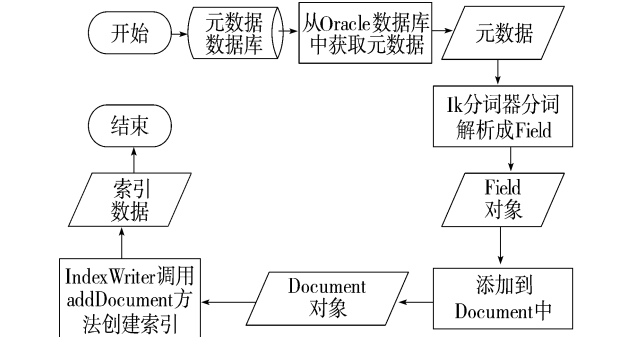 开始
元数据
数据库
从Oracle数据库
中获取元数据
元数据
Ik分词器分词
解析成Field
Field
对象
添加到
Document中
Document
对象
IndexWriter调用
addDocument方
法创建索引
索引
数据
结束